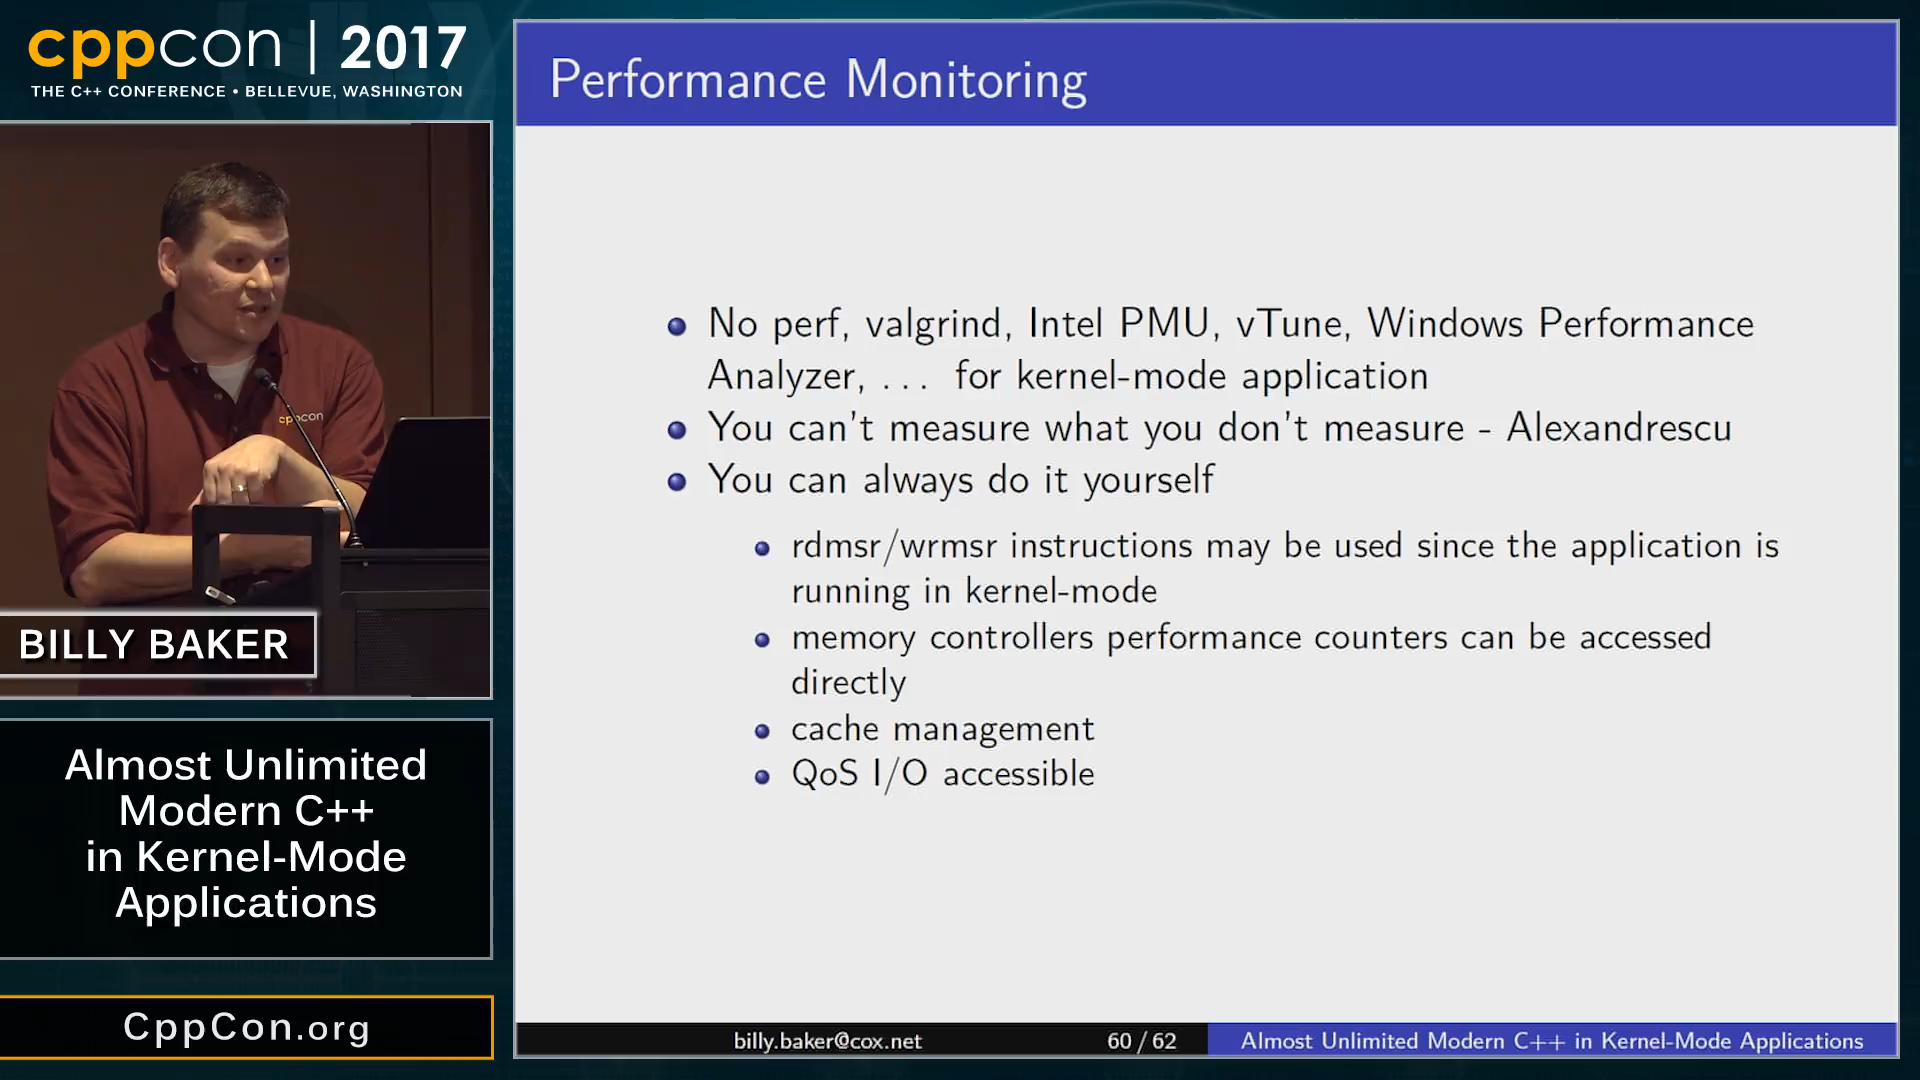 cppcon | 2017
THE C++ CONFERENCE • BELLEVUE, WASHINGTON
cppcon
BILLY BAKER
Almost Unlimited
Modern C++
in Kernel-Mode
Applications
CppCon.org
Performance Monitoring
No perf, valgrind, Intel PMU, vTune, Windows Performance
Analyzer, ... for kernel-mode application
You can't measure what you don't measure - Alexandrescu
You can always do it yourself
rdmsr/wrmsr instructions may be used since the application is
running in kernel-mode
memory controllers performance counters can be accessed
directly
cache management
QoS I/O accessible
billy.baker@cox.net 60 / 62 Almost Unlimited Modern C++ in Kernel-Mode Applications